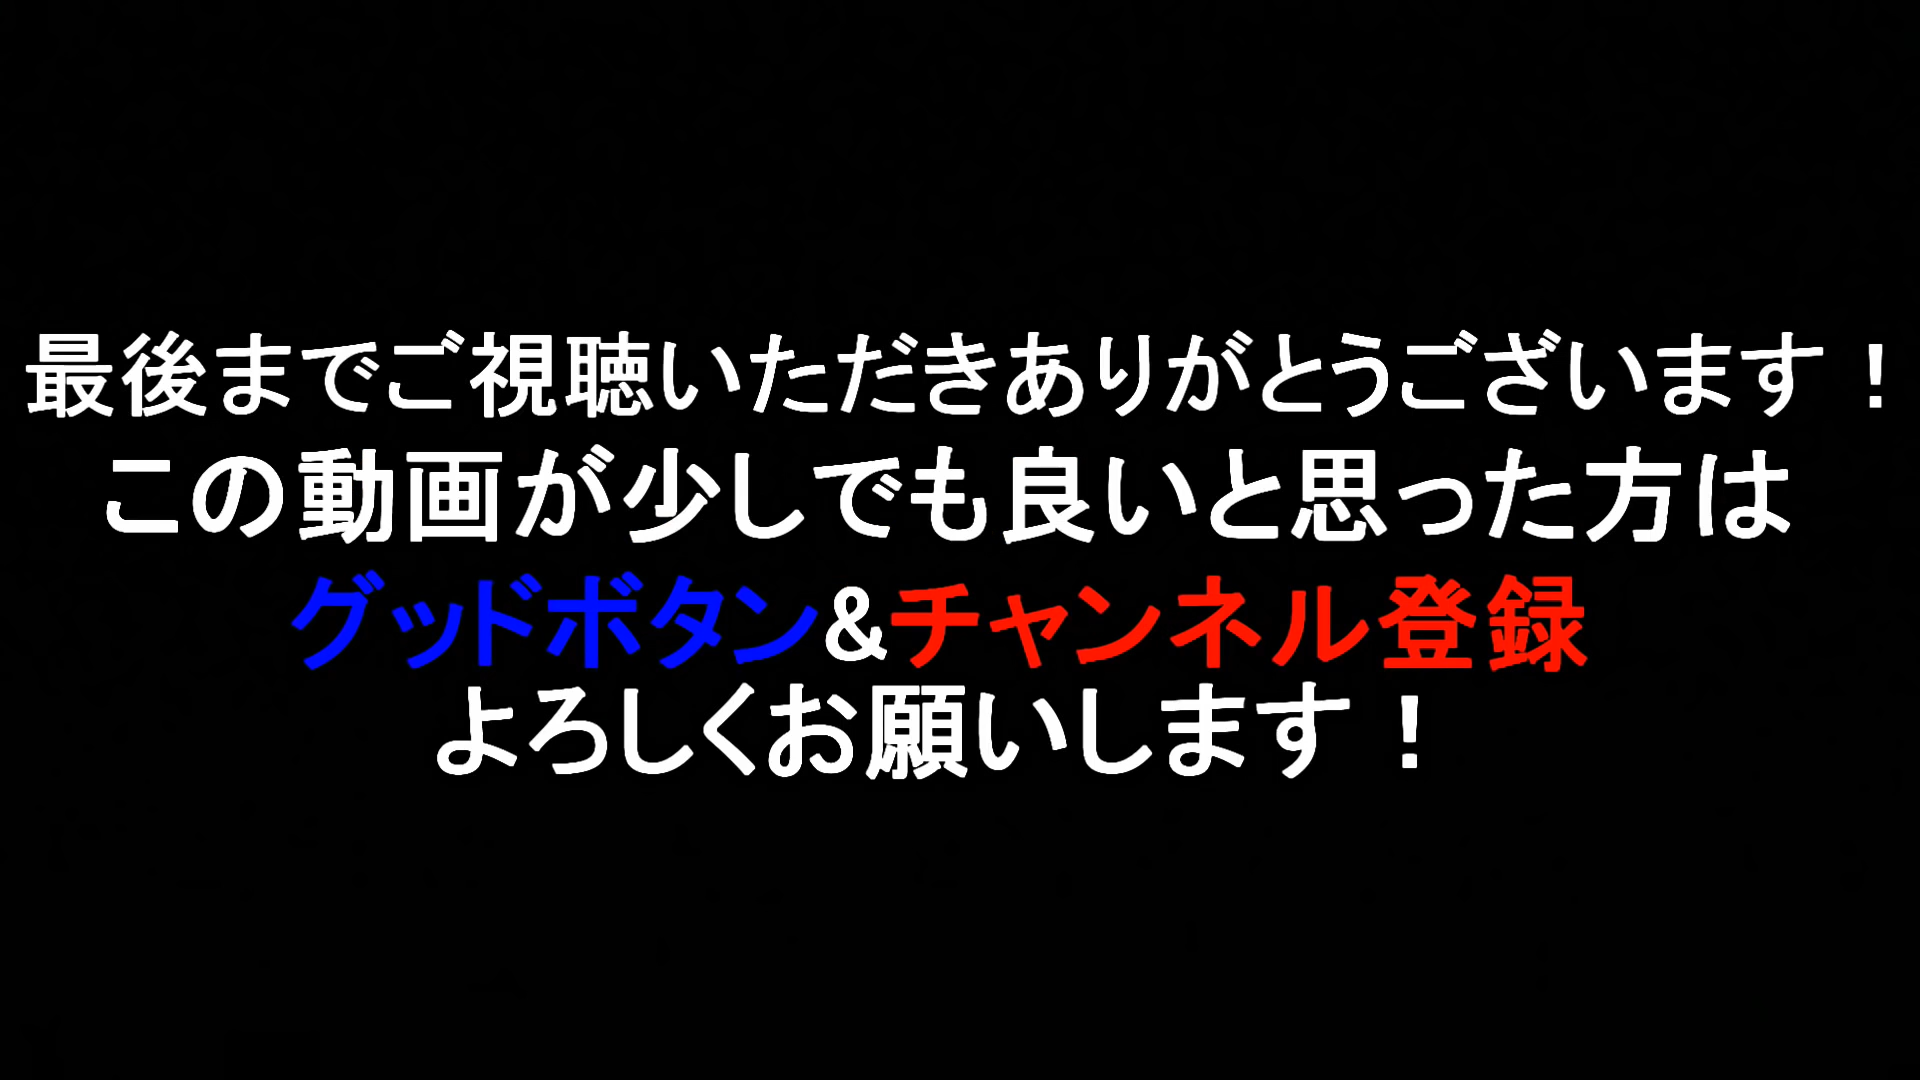 最後までご視聴いただきありがとうございます！
この動画が少しでも良いと思った方は
グッドボタン&チャンネル登録
よろしくお願いします！